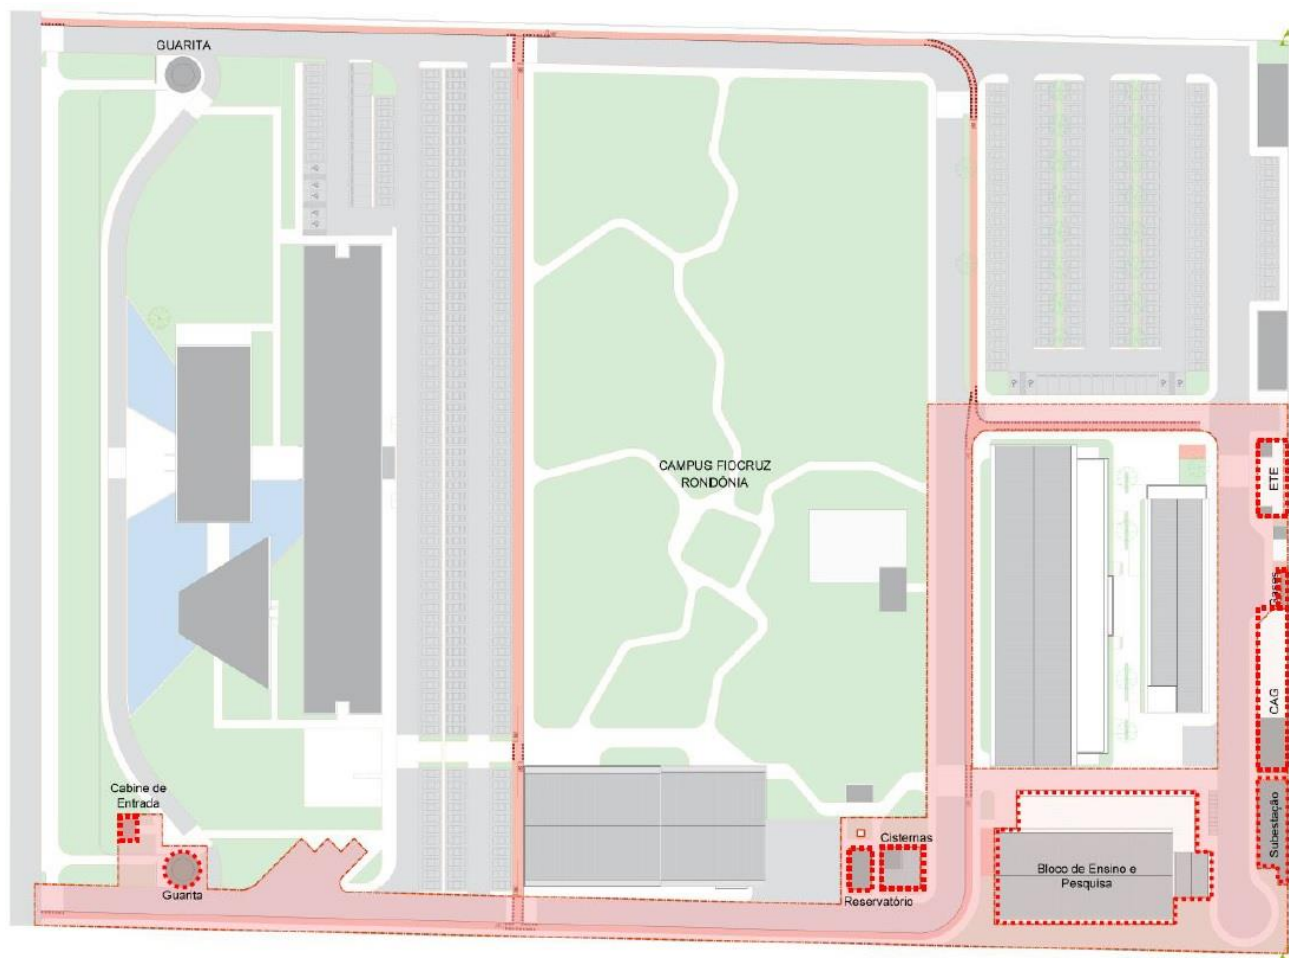 GUARITA
CAMPUS FIOCRUZ
RONDÔNIA
ETE
Gases
CAG
Cabine de
Entrada
Subestação
Cisternas
Bloco de Ensino e
Pesquisa
Guarita
Reservatório